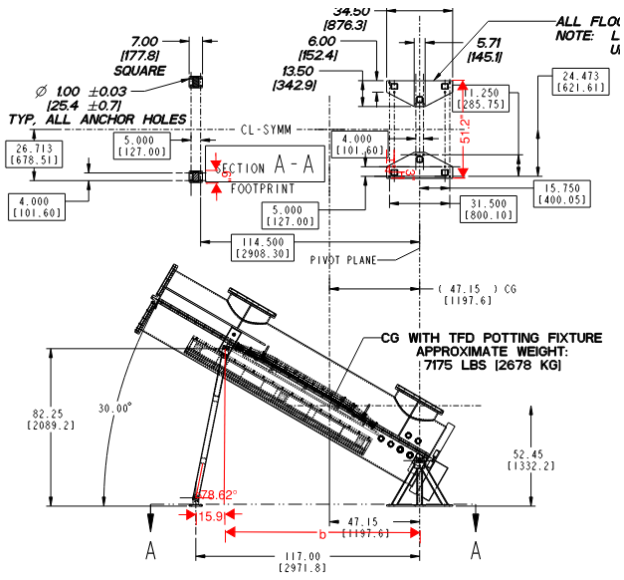 34.50
[876.3]
7.00
[177.8]
SQUARE
6.00
[152.4]
5.71
[145.1]
ALL FLOO
NOTE: L
U
13.50
[342.9]
24.473
[621.61]
Ø 1.00 ±0.03
[25.4 ±0.7]
TYP, ALL ANCHOR HOLES
11.250
[285.75]
51.2"
CL-SYMM
5.000
[127.00]
4.000
[101.60]
26.713
[678.51]
SECTION A-A
FOOTPRINT
4.000
[101.60]
5.000
[127.00]
15.750
[400.05]
31.500
[800.10]
114.500
[2908.30]
PIVOT PLANE
( 47.15 ) CG
[1197.6]
CG WITH TFD POTTING FIXTURE
APPROXIMATE WEIGHT:
7175 LBS [2678 KG]
82.25
[2089.2]
30.00°
52.45
[1332.2]
78.62°
15.9
47.15
[1197.6]
b
A
A
117.00
[2971.8]